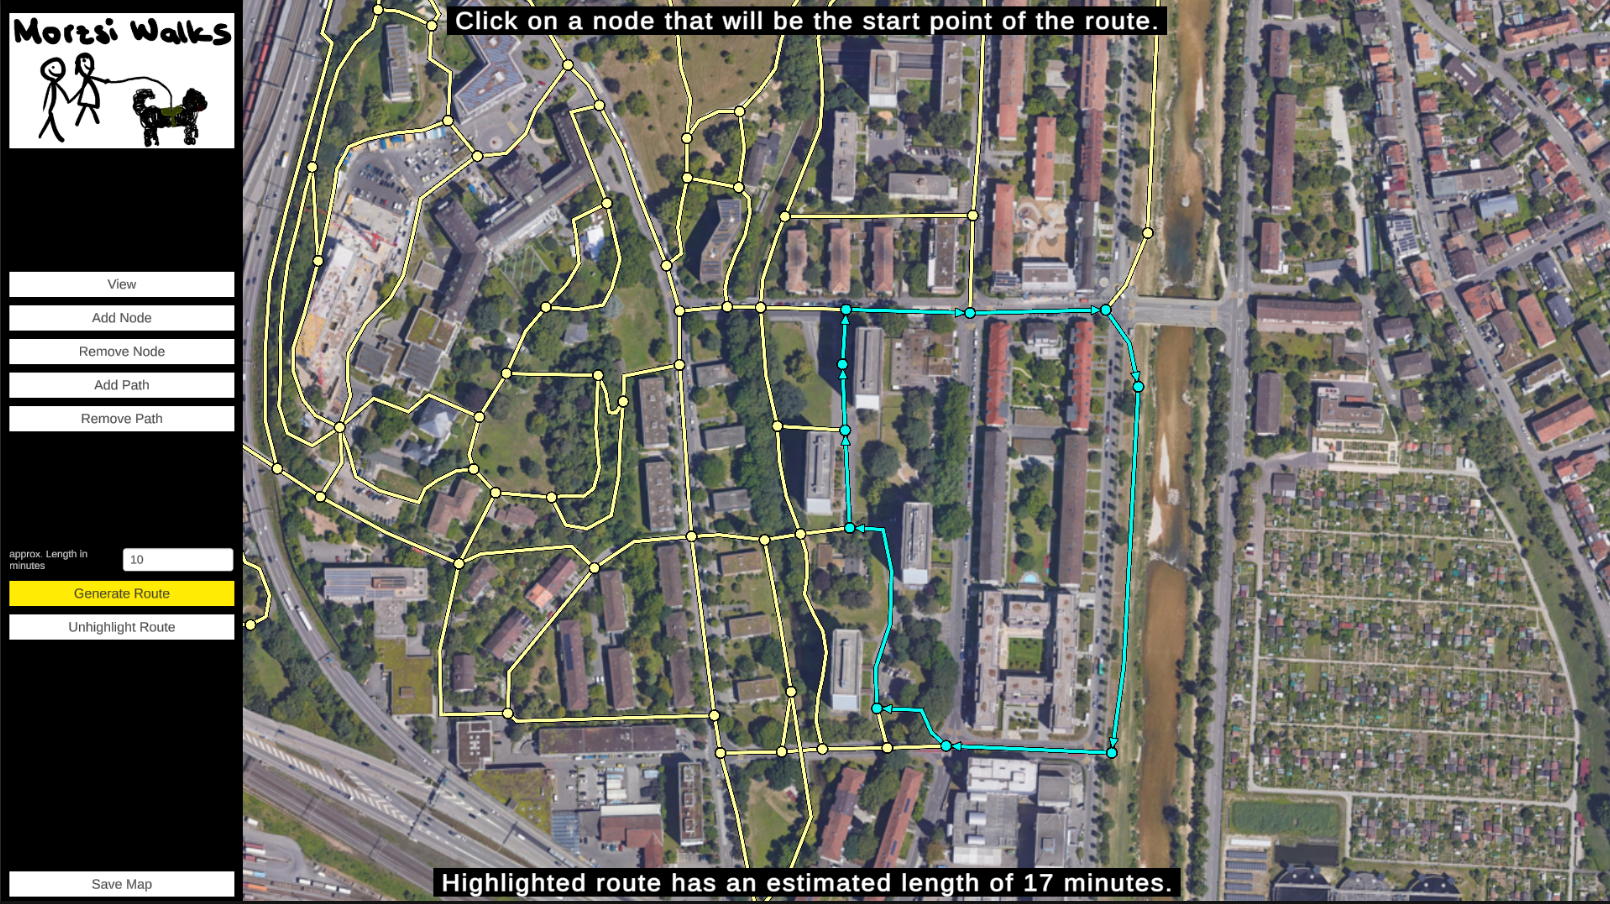 Click on a node that will be the start point of the route.
Mortsi Walks
View
Add Node
Remove Node
Add Path
Remove Path
approx. Length in
minutes
10
Generate Route
Unhighlight Route
Save Map
Highlighted route has an estimated length of 17 minutes.